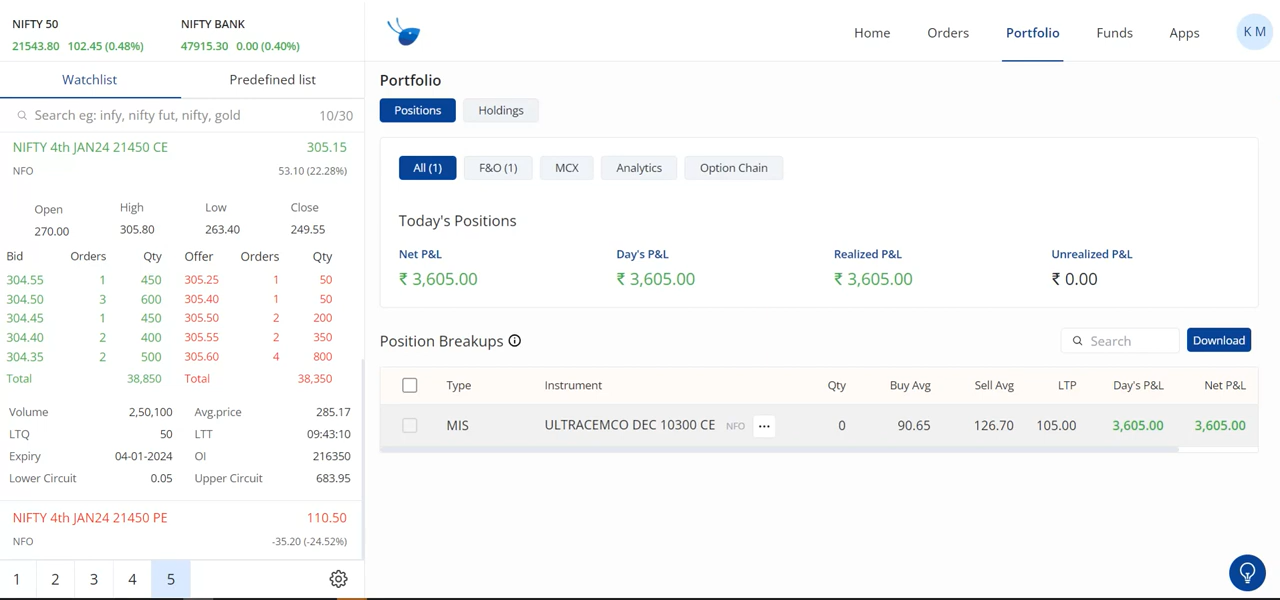 NIFTY 50
21543.80 102.45 (0.48%)
NIFTY BANK
47915.30 0.00 (0.40%)
Home
Orders
Portfolio
Funds
Apps
K M
Watchlist
Predefined list
Search eg: infy, nifty fut, nifty, gold 10/30
NIFTY 4th JAN24 21450 CE 305.15
NFO 53.10 (22.28%)
Open High Low Close
270.00 305.80 263.40 249.55
Bid Orders Qty Offer Orders Qty
304.55 1 450 305.25 1 50
304.50 3 600 305.40 1 50
304.45 1 450 305.50 2 200
304.40 2 400 305.55 2 350
304.35 2 500 305.60 4 800
Total 38,850 Total 38,350
Volume 2,50,100 Avg.price 285.17
LTQ 50 LTT 09:43:10
Expiry 04-01-2024 OI 216350
Lower Circuit 0.05 Upper Circuit 683.95
NIFTY 4th JAN24 21450 PE 110.50
NFO -35.20 (-24.52%)
1 2 3 4 5
Portfolio
Positions Holdings
All (1) F&O (1) MCX Analytics Option Chain
Today's Positions
Net P&L Day's P&L Realized P&L Unrealized P&L
₹ 3,605.00 ₹ 3,605.00 ₹ 3,605.00 ₹ 0.00
Position Breakups Search Download
Type Instrument Qty Buy Avg Sell Avg LTP Day's P&L Net P&L
MIS ULTRACEMCO DEC 10300 CE NFO ··· 0 90.65 126.70 105.00 3,605.00 3,605.00